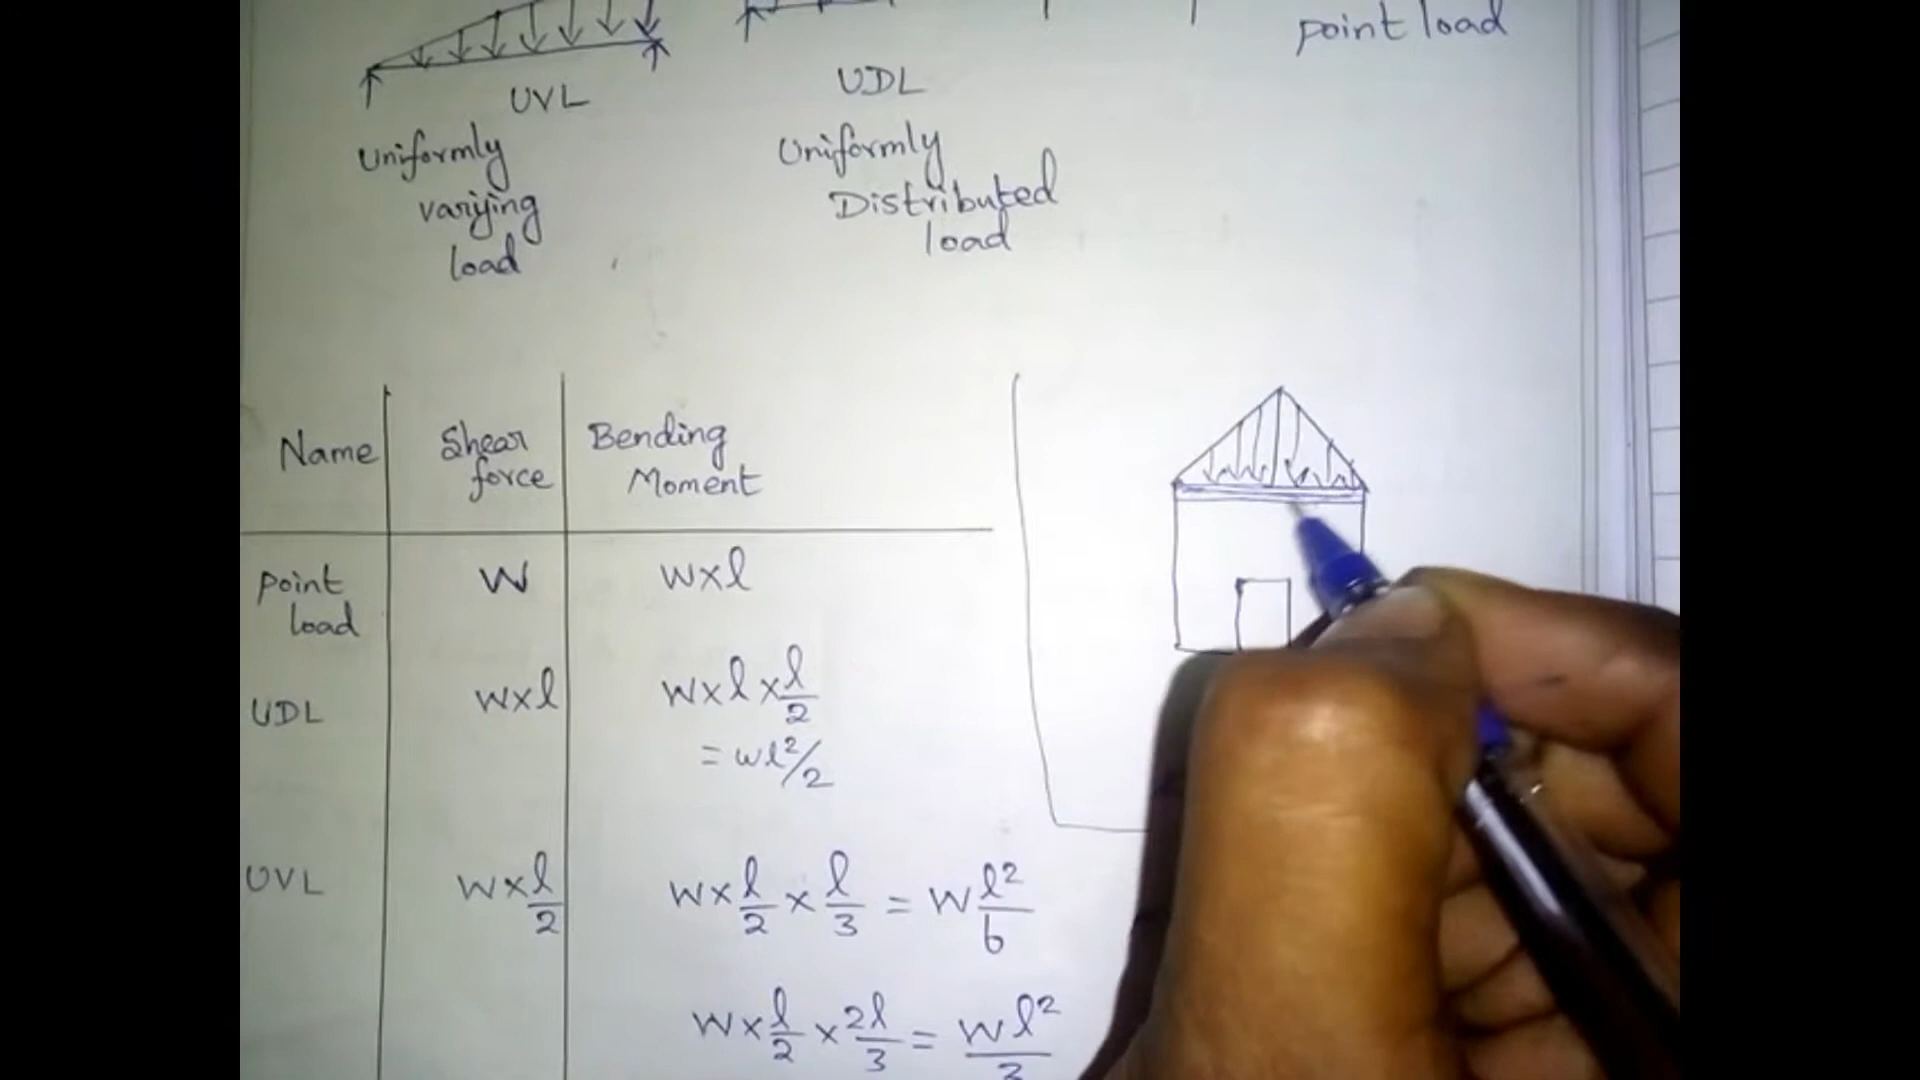 point load
UVL
UDL
Uniformly
varying
load
Uniformly
Distributed
load
Name
Shear
force
Bending
Moment
point
load
W
W×l
UDL
W×l
W×l×l/2
= wl²/2
UVL
W×l/2
W×l/2 × l/3 = W l²/6
W×l/2 × 2l/3 = Wl²/3